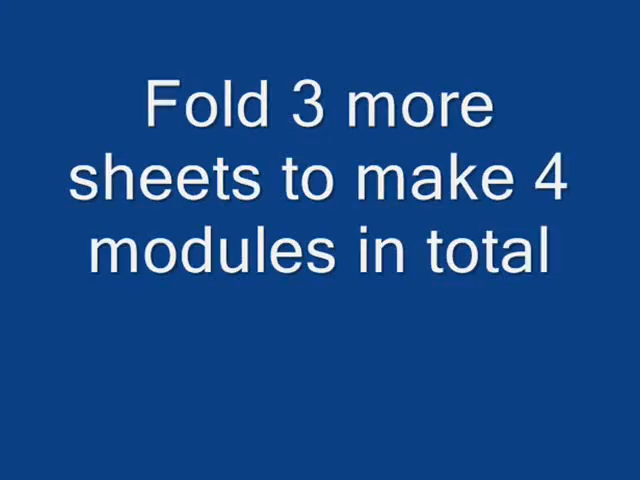 Fold 3 more
sheets to make 4
modules in total